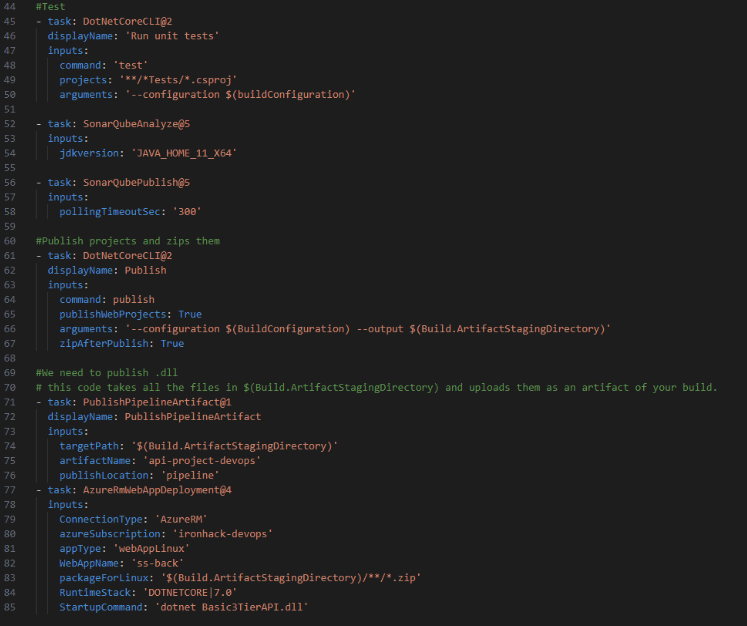 44 #Test
45 - task: DotNetCoreCLI@2
46 displayName: 'Run unit tests'
47 inputs:
48 command: 'test'
49 projects: '**/*Tests/*.csproj'
50 arguments: '--configuration $(buildConfiguration)'
51
52 - task: SonarQubeAnalyze@5
53 inputs:
54 jdkversion: 'JAVA_HOME_11_X64'
55
56 - task: SonarQubePublish@5
57 inputs:
58 pollingTimeoutSec: '300'
59
60 #Publish projects and zips them
61 - task: DotNetCoreCLI@2
62 displayName: Publish
63 inputs:
64 command: publish
65 publishWebProjects: True
66 arguments: '--configuration $(BuildConfiguration) --output $(Build.ArtifactStagingDirectory)'
67 zipAfterPublish: True
68
69 #We need to publish .dll
70 # this code takes all the files in $(Build.ArtifactStagingDirectory) and uploads them as an artifact of your build.
71 - task: PublishPipelineArtifact@1
72 displayName: PublishPipelineArtifact
73 inputs:
74 targetPath: '$(Build.ArtifactStagingDirectory)'
75 artifactName: 'api-project-devops'
76 publishLocation: 'pipeline'
77 - task: AzureRmWebAppDeployment@4
78 inputs:
79 ConnectionType: 'AzureRM'
80 azureSubscription: 'ironhack-devops'
81 appType: 'webAppLinux'
82 WebAppName: 'ss-back'
83 packageForLinux: '$(Build.ArtifactStagingDirectory)/**/*.zip'
84 RuntimeStack: 'DOTNETCORE|7.0'
85 StartupCommand: 'dotnet Basic3TierAPI.dll'